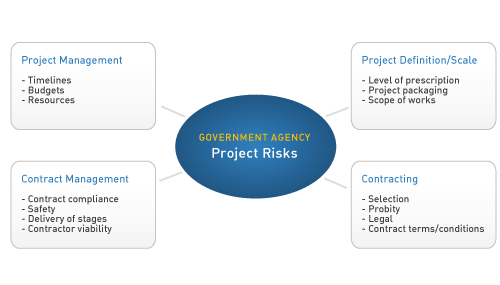 Project Management
- Timelines
- Budgets
- Resources
Project Definition/Scale
- Level of prescription
- Project packaging
- Scope of works
GOVERNMENT AGENCY
Project Risks
Contract Management
- Contract compliance
- Safety
- Delivery of stages
- Contractor viability
Contracting
- Selection
- Probity
- Legal
- Contract terms/conditions